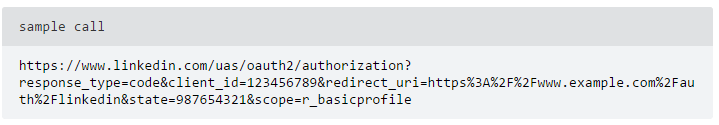 sample call
https://www.linkedin.com/uas/oauth2/authorization?
response_type=code&client_id=123456789&redirect_uri=https%3A%2F%2Fwww.example.com%2Fau
th%2Flinkedin&state=987654321&scope=r_basicprofile